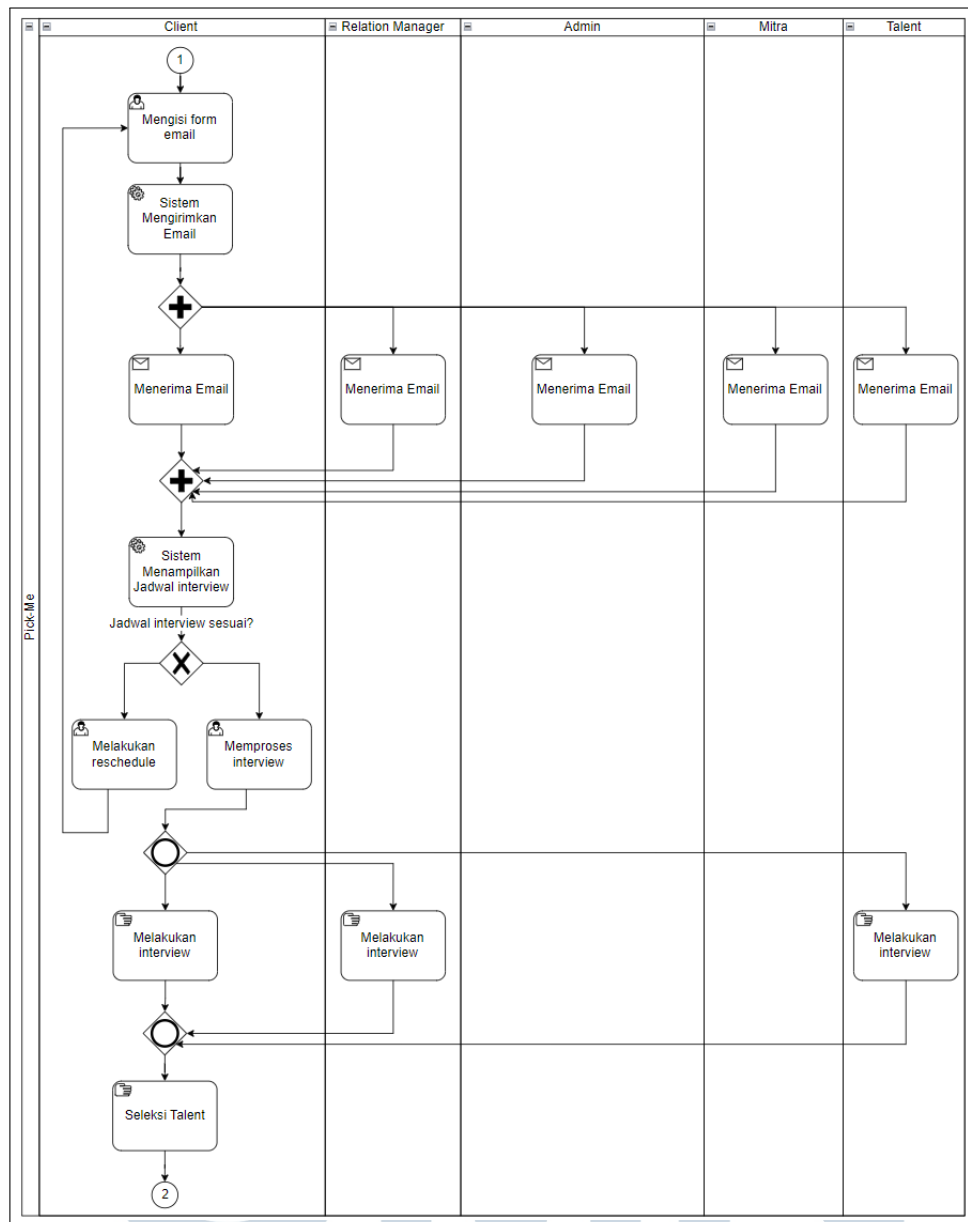 Client
Relation Manager
Admin
Mitra
Talent
Pick-Me
1
Mengisi form
email
Sistem
Mengirimkan
Email
Menerima Email
Menerima Email
Menerima Email
Menerima Email
Menerima Email
Sistem
Menampilkan
Jadwal interview
Jadwal interview sesuai?
Melakukan
reschedule
Memproses
interview
Melakukan
interview
Melakukan
interview
Melakukan
interview
Seleksi Talent
2